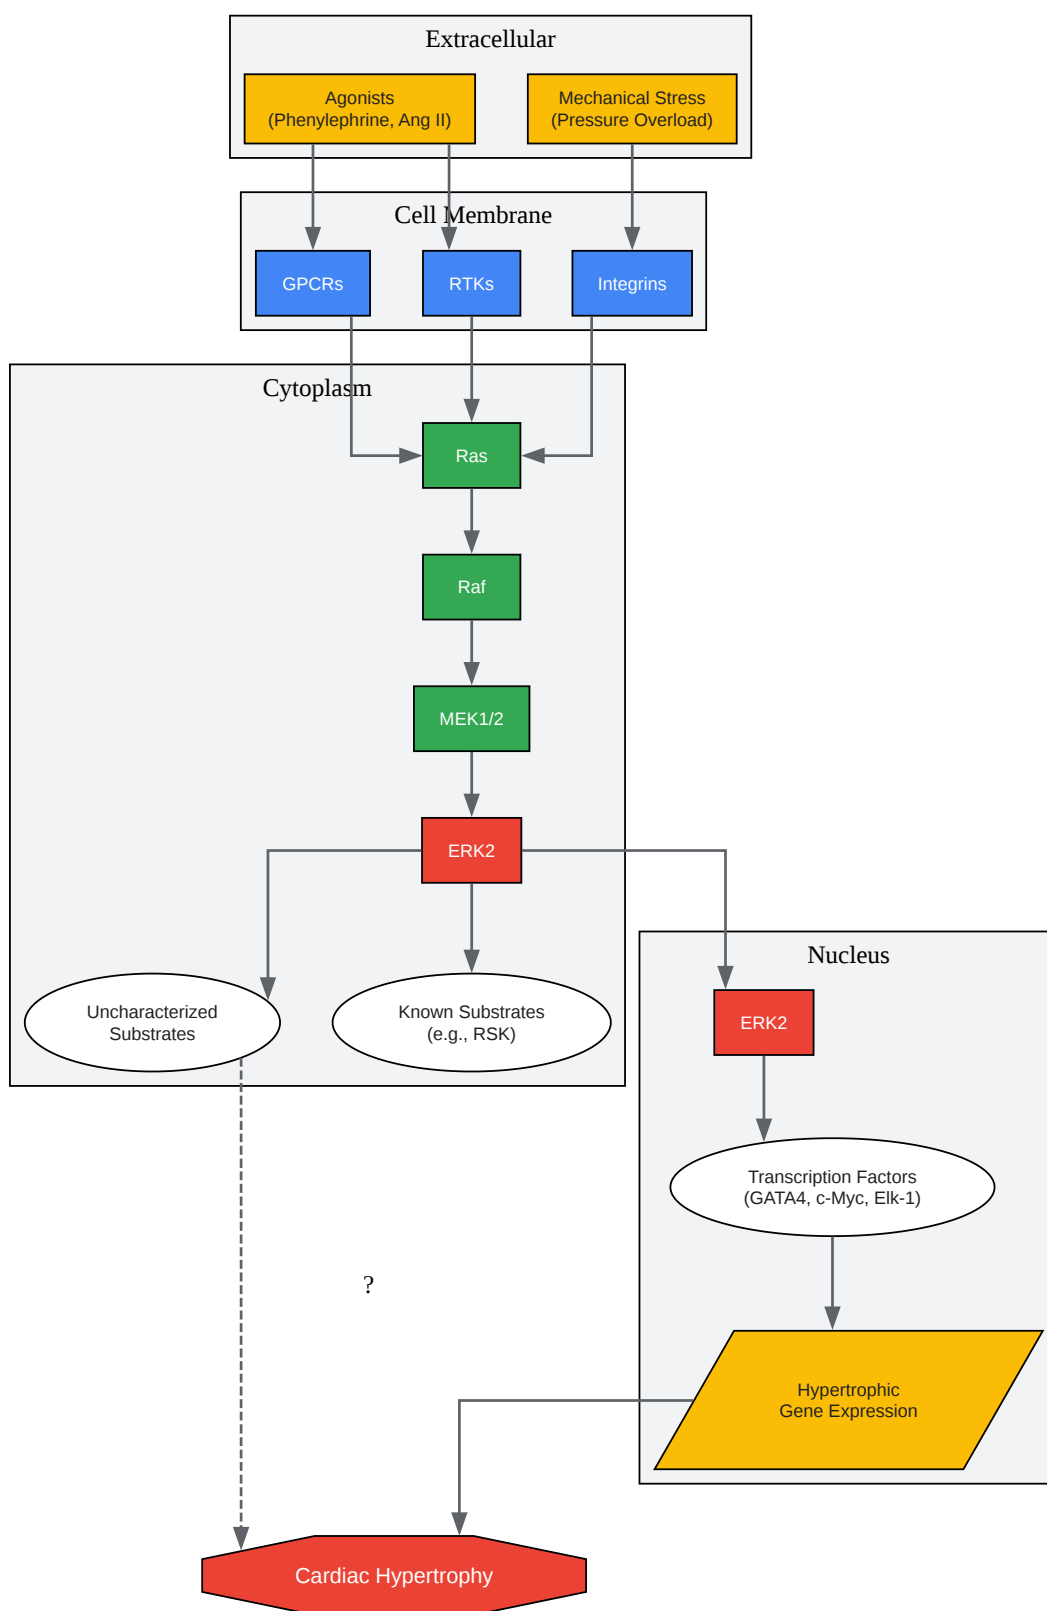 Extracellular
Agonists
(Phenylephrine, Ang II)
Mechanical Stress
(Pressure Overload)
Cell Membrane
GPCRs
RTKs
Integrins
Cytoplasm
Ras
Raf
MEK1/2
ERK2
Uncharacterized
Substrates
Known Substrates
(e.g., RSK)
Nucleus
ERK2
Transcription Factors
(GATA4, c-Myc, Elk-1)
?
Hypertrophic
Gene Expression
Cardiac Hypertrophy